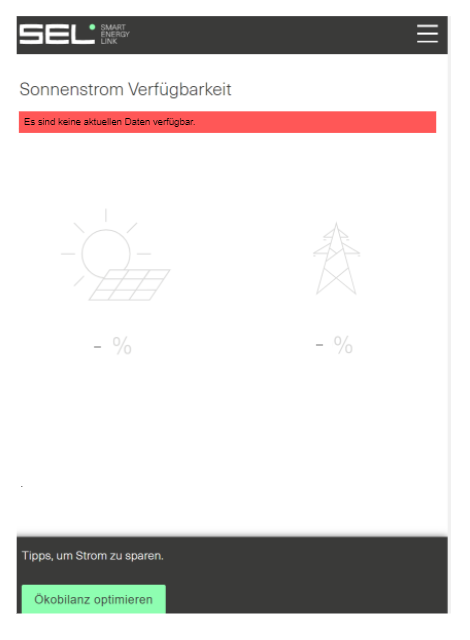 SEL SMART
ENERGY
LINK
Sonnenstrom Verfügbarkeit
Es sind keine aktuellen Daten verfügbar.
- %
- %
.
Tipps, um Strom zu sparen.
Ökobilanz optimieren